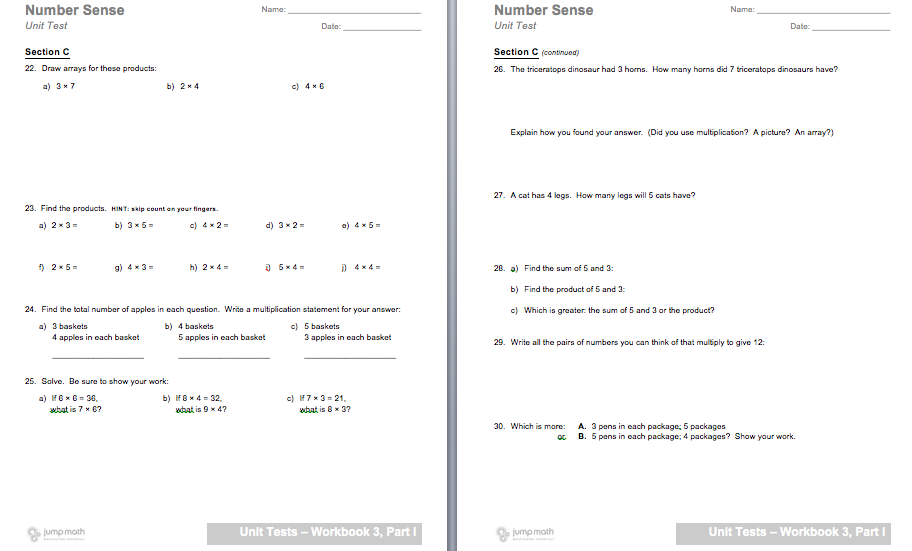 Number Sense
Name:
Unit Test
Date:
Section C
22. Draw arrays for these products:
a) 3 × 7 b) 2 × 4 c) 4 × 6
23. Find the products. HINT: skip count on your fingers.
a) 2 × 3 = b) 3 × 5 = c) 4 × 2 = d) 3 × 2 = e) 4 × 5 =
f) 2 × 5 = g) 4 × 3 = h) 2 × 4 = i) 5 × 4 = j) 4 × 4 =
24. Find the total number of apples in each question. Write a multiplication statement for your answer:
a) 3 baskets b) 4 baskets c) 5 baskets
4 apples in each basket 5 apples in each basket 3 apples in each basket
25. Solve. Be sure to show your work:
a) If 6 × 6 = 36, b) If 8 × 4 = 32, c) If 7 × 3 = 21,
what is 7 × 6? what is 9 × 4? what is 8 × 3?
jump math
Unit Tests – Workbook 3, Part I
Number Sense
Name:
Unit Test
Date:
Section C (continued)
26. The triceratops dinosaur had 3 horns. How many horns did 7 triceratops dinosaurs have?
Explain how you found your answer. (Did you use multiplication? A picture? An array?)
27. A cat has 4 legs. How many legs will 5 cats have?
28. a) Find the sum of 5 and 3:
b) Find the product of 5 and 3:
c) Which is greater: the sum of 5 and 3 or the product?
29. Write all the pairs of numbers you can think of that multiply to give 12:
30. Which is more: A. 3 pens in each package; 5 packages
or B. 5 pens in each package; 4 packages? Show your work.
jump math
Unit Tests – Workbook 3, Part I